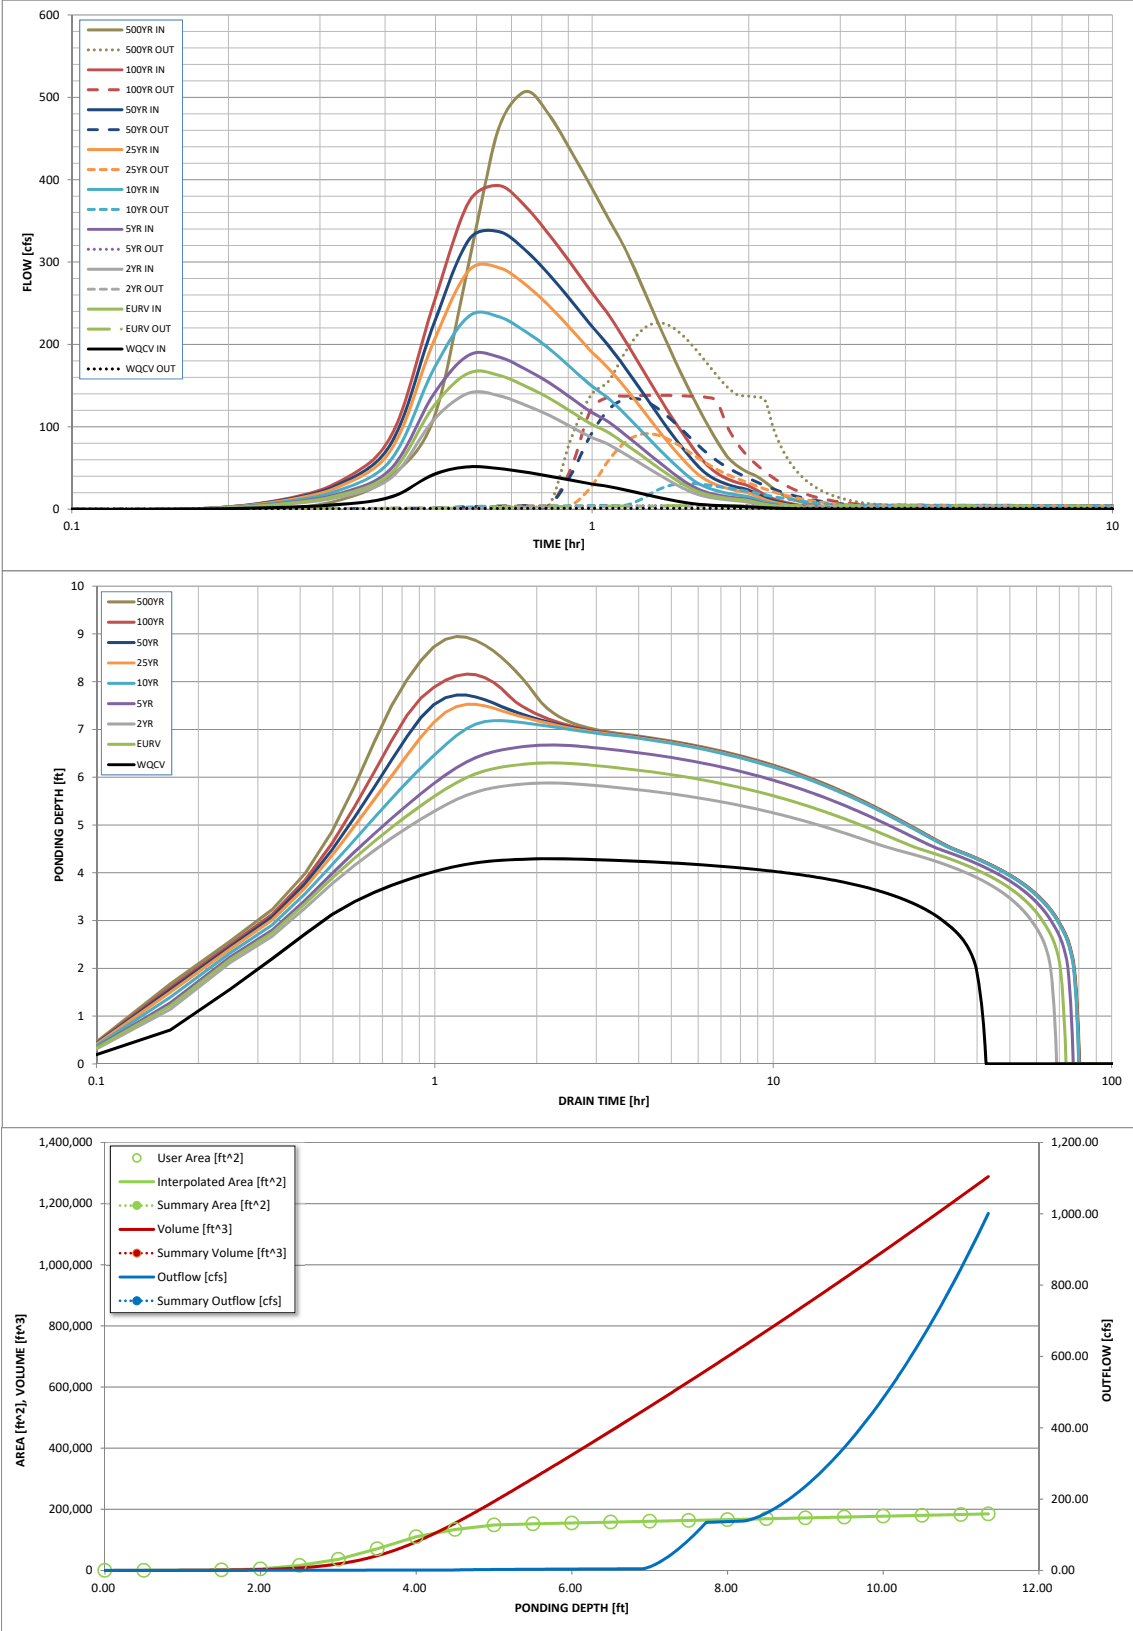 600
500
400
300
200
100
0
FLOW [cfs]
500YR IN
500YR OUT
100YR IN
100YR OUT
50YR IN
50YR OUT
25YR IN
25YR OUT
10YR IN
10YR OUT
5YR IN
5YR OUT
2YR IN
2YR OUT
EURV IN
EURV OUT
WQCV IN
WQCV OUT
0.1
1
10
TIME [hr]
10
9
8
7
6
5
4
3
2
1
0
PONDING DEPTH [ft]
500YR
100YR
50YR
25YR
10YR
5YR
2YR
EURV
WQCV
0.1
1
10
100
DRAIN TIME [hr]
1,400,000
1,200,000
1,000,000
800,000
600,000
400,000
200,000
0
AREA [ft^2], VOLUME [ft^3]
User Area [ft^2]
Interpolated Area [ft^2]
Summary Area [ft^2]
Volume [ft^3]
Summary Volume [ft^3]
Outflow [cfs]
Summary Outflow [cfs]
1,200.00
1,000.00
800.00
600.00
400.00
200.00
0.00
OUTFLOW [cfs]
0.00
2.00
4.00
6.00
8.00
10.00
12.00
PONDING DEPTH [ft]